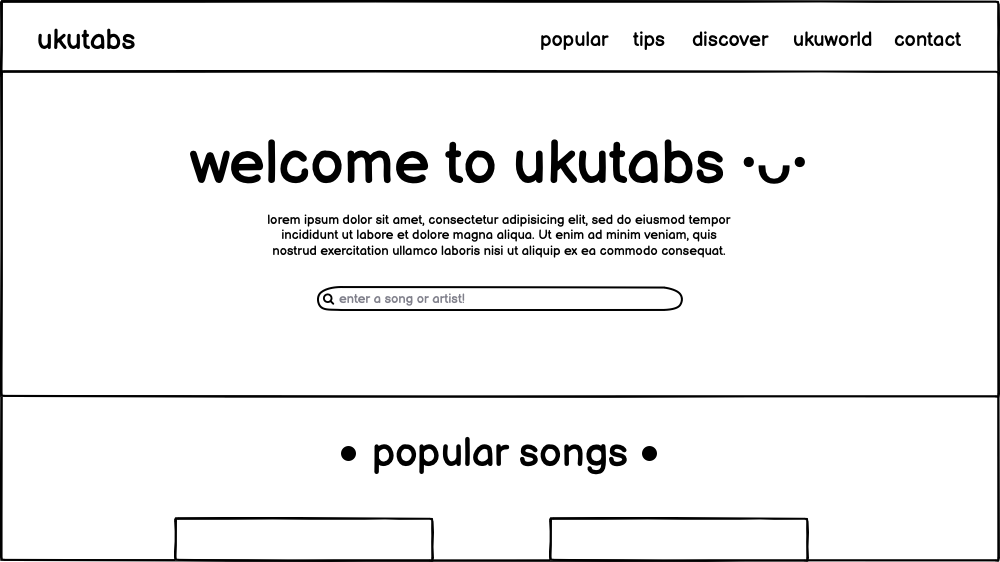 ukutabs
popular tips discover ukuworld contact
welcome to ukutabs •ᴗ•
lorem ipsum dolor sit amet, consectetur adipisicing elit, sed do eiusmod tempor
incididunt ut labore et dolore magna aliqua. Ut enim ad minim veniam, quis
nostrud exercitation ullamco laboris nisi ut aliquip ex ea commodo consequat.
enter a song or artist!
• popular songs •